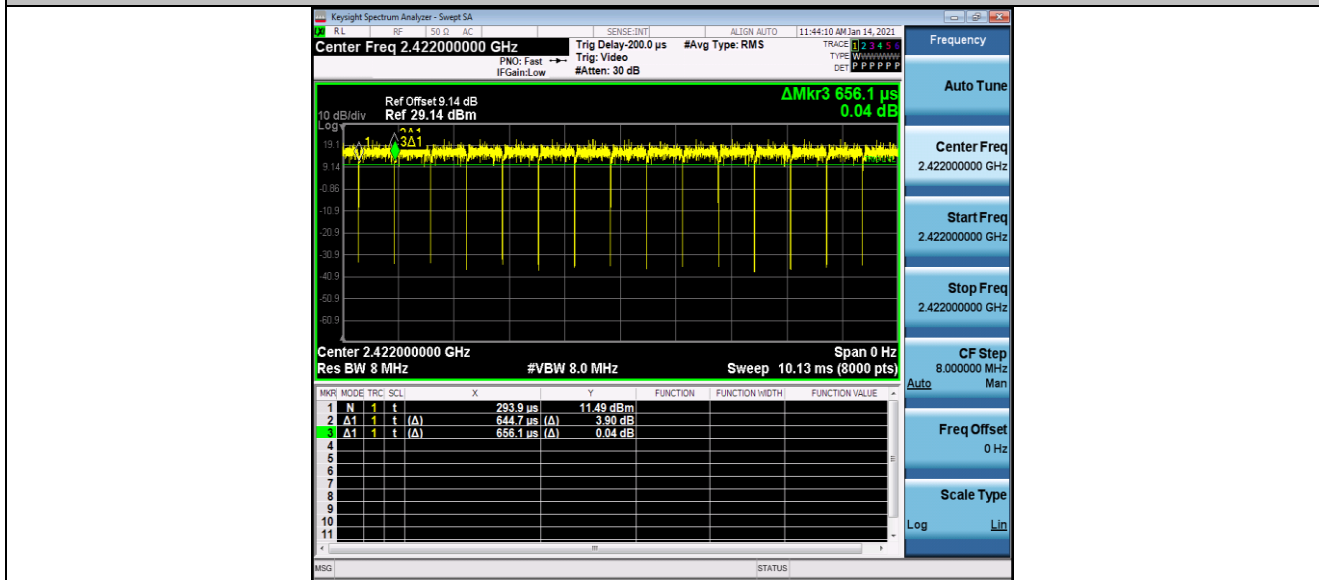 Keysight Spectrum Analyzer - Swept SA
RL RF 50 Ω AC SENSE:INT ALIGN AUTO 11:44:10 AM Jan 14, 2021
Center Freq 2.422000000 GHz
PNO: Fast
IFGain:Low
Trig Delay-200.0 µs
Trig: Video
#Atten: 30 dB
#Avg Type: RMS
TRACE 1 2 3 4 5 6
TYPE W
DET P P P P P P
Ref Offset 9.14 dB
10 dB/div Ref 29.14 dBm
Log
ΔMkr3 656.1 µs
0.04 dB
1 3Δ1
19.1
9.14
-0.86
-10.9
-20.9
-30.9
-40.9
-50.9
-60.9
Center 2.422000000 GHz Span 0 Hz
Res BW 8 MHz #VBW 8.0 MHz Sweep 10.13 ms (8000 pts)
MKR MODE TRC SCL X Y FUNCTION FUNCTION WIDTH FUNCTION VALUE
1 N 1 t 293.9 µs 11.49 dBm
2 Δ1 1 t (Δ) 644.7 µs (Δ) 3.90 dB
3 Δ1 1 t (Δ) 656.1 µs (Δ) 0.04 dB
4
5
6
7
8
9
10
11
MSG STATUS
Frequency
Auto Tune
Center Freq
2.422000000 GHz
Start Freq
2.422000000 GHz
Stop Freq
2.422000000 GHz
CF Step
8.000000 MHz
Auto Man
Freq Offset
0 Hz
Scale Type
Log Lin